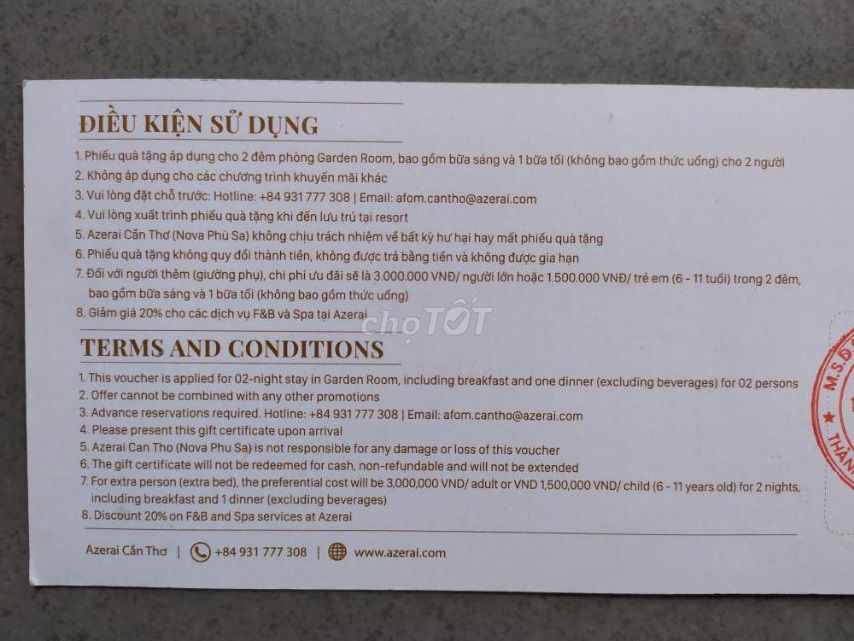 ĐIỀU KIỆN SỬ DỤNG
1. Phiếu quà tặng áp dụng cho 2 đêm phòng Garden Room, bao gồm bữa sáng và 1 bữa tối (không bao gồm thức uống) cho 2 người
2. Không áp dụng cho các chương trình khuyến mãi khác
3. Vui lòng đặt chỗ trước: Hotline: +84 931 777 308 | Email: afom.cantho@azerai.com
4. Vui lòng xuất trình phiếu quà tặng khi đến lưu trú tại resort
5. Azerai Cần Thơ (Nova Phù Sa) không chịu trách nhiệm về bất kỳ hư hại hay mất phiếu quà tặng
6. Phiếu quà tặng không quy đổi thành tiền, không được trả bằng tiền và không được gia hạn
7. Đối với người thêm (giường phụ), chi phí ưu đãi sẽ là 3.000.000 VNĐ/ người lớn hoặc 1.500.000 VNĐ/ trẻ em (6 - 11 tuổi) trong 2 đêm,
bao gồm bữa sáng và 1 bữa tối (không bao gồm thức uống)
8. Giảm giá 20% cho các dịch vụ F&B và Spa tại Azerai
chợTỐT
TERMS AND CONDITIONS
1. This voucher is applied for 02-night stay in Garden Room, including breakfast and one dinner (excluding beverages) for 02 persons
2. Offer cannot be combined with any other promotions
3. Advance reservations required. Hotline: +84 931 777 308 | Email: afom.cantho@azerai.com
4. Please present this gift certificate upon arrival
5. Azerai Can Tho (Nova Phu Sa) is not responsible for any damage or loss of this voucher
6. The gift certificate will not be redeemed for cash, non-refundable and will not be extended
7. For extra person (extra bed), the preferential cost will be 3,000,000 VND/ adult or VND 1,500,000 VND/ child (6 - 11 years old) for 2 nights,
including breakfast and 1 dinner (excluding beverages)
8. Discount 20% on F&B and Spa services at Azerai
Azerai Cần Thơ | +84 931 777 308 | www.azerai.com
M.S.D
THÀN